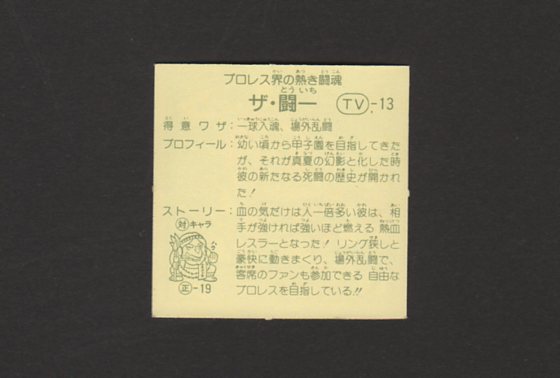 プロレス界の熱き闘魂
ザ・闘一 TV-13
得意ワザ:一球入魂、場外乱闘
プロフィール:幼い頃から甲子園を目指してきた
が、それが真夏の幻影と化した時
彼の新たなる死闘の歴史が開かれ
た!
ストーリー:血の気だけは人一倍多い彼は、相
手が強ければ強いほど燃える 熱血
レスラーとなった! リング狭しと
豪快に動きまくり、場外乱闘で、
客席のファンも参加できる 自由な
プロレスを目指している!!
対キャラ
正-19